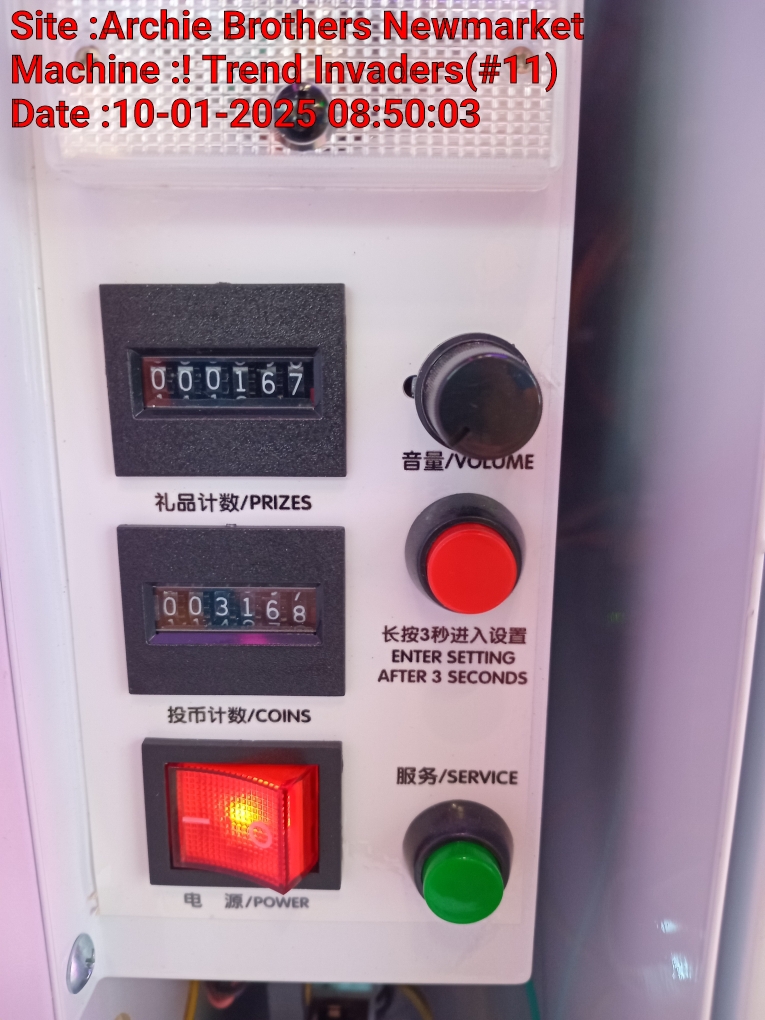 Site :Archie Brothers Newmarket
Machine :! Trend Invaders(#11)
Date :10-01-2025 08:50:03
000167
音量/VOLUME
礼品计数/PRIZES
003168
长按3秒进入设置
ENTER SETTING
AFTER 3 SECONDS
投币计数/COINS
服务/SERVICE
电 源/POWER